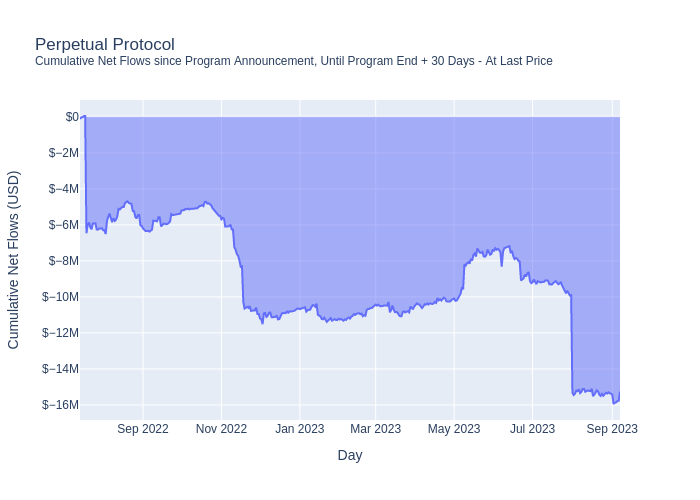 Perpetual Protocol
Cumulative Net Flows since Program Announcement, Until Program End + 30 Days - At Last Price
Cumulative Net Flows (USD)
$0
$−2M
$−4M
$−6M
$−8M
$−10M
$−12M
$−14M
$−16M
Sep 2022
Nov 2022
Jan 2023
Mar 2023
May 2023
Jul 2023
Sep 2023
Day